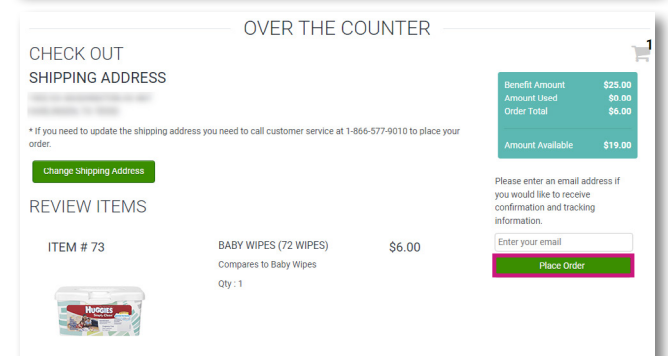 OVER THE COUNTER
1
CHECK OUT
SHIPPING ADDRESS
* If you need to update the shipping address you need to call customer service at 1-866-577-9010 to place your
order.
Change Shipping Address
Benefit Amount $25.00
Amount Used $0.00
Order Total $6.00
Amount Available $19.00
Please enter an email address if
you would like to receive
confirmation and tracking
information.
Enter your email
Place Order
REVIEW ITEMS
ITEM # 73
BABY WIPES (72 WIPES)
$6.00
Compares to Baby Wipes
Qty : 1
HUGGIES